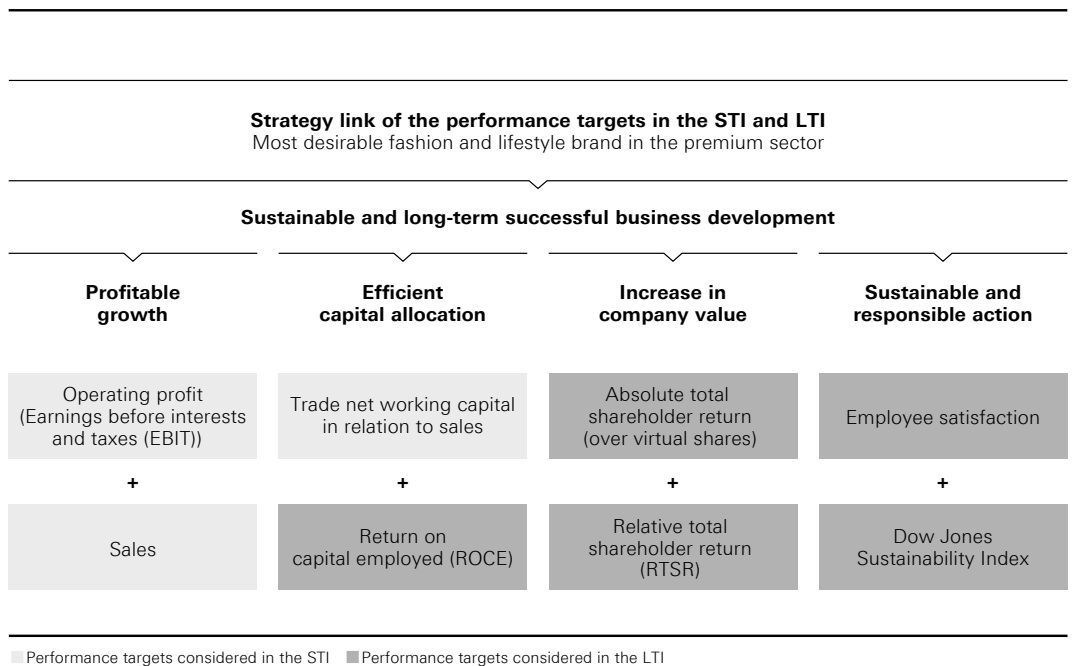 Strategy link of the performance targets in the STI and LTI
Most desirable fashion and lifestyle brand in the premium sector
Sustainable and long-term successful business development
Profitable
growth
Efficient
capital allocation
Increase in
company value
Sustainable and
responsible action
Operating profit
(Earnings before interests
and taxes (EBIT))
Trade net working capital
in relation to sales
Absolute total
shareholder return
(over virtual shares)
Employee satisfaction
+
+
+
+
Sales
Return on
capital employed (ROCE)
Relative total
shareholder return
(RTSR)
Dow Jones
Sustainability Index
Performance targets considered in the STI
Performance targets considered in the LTI